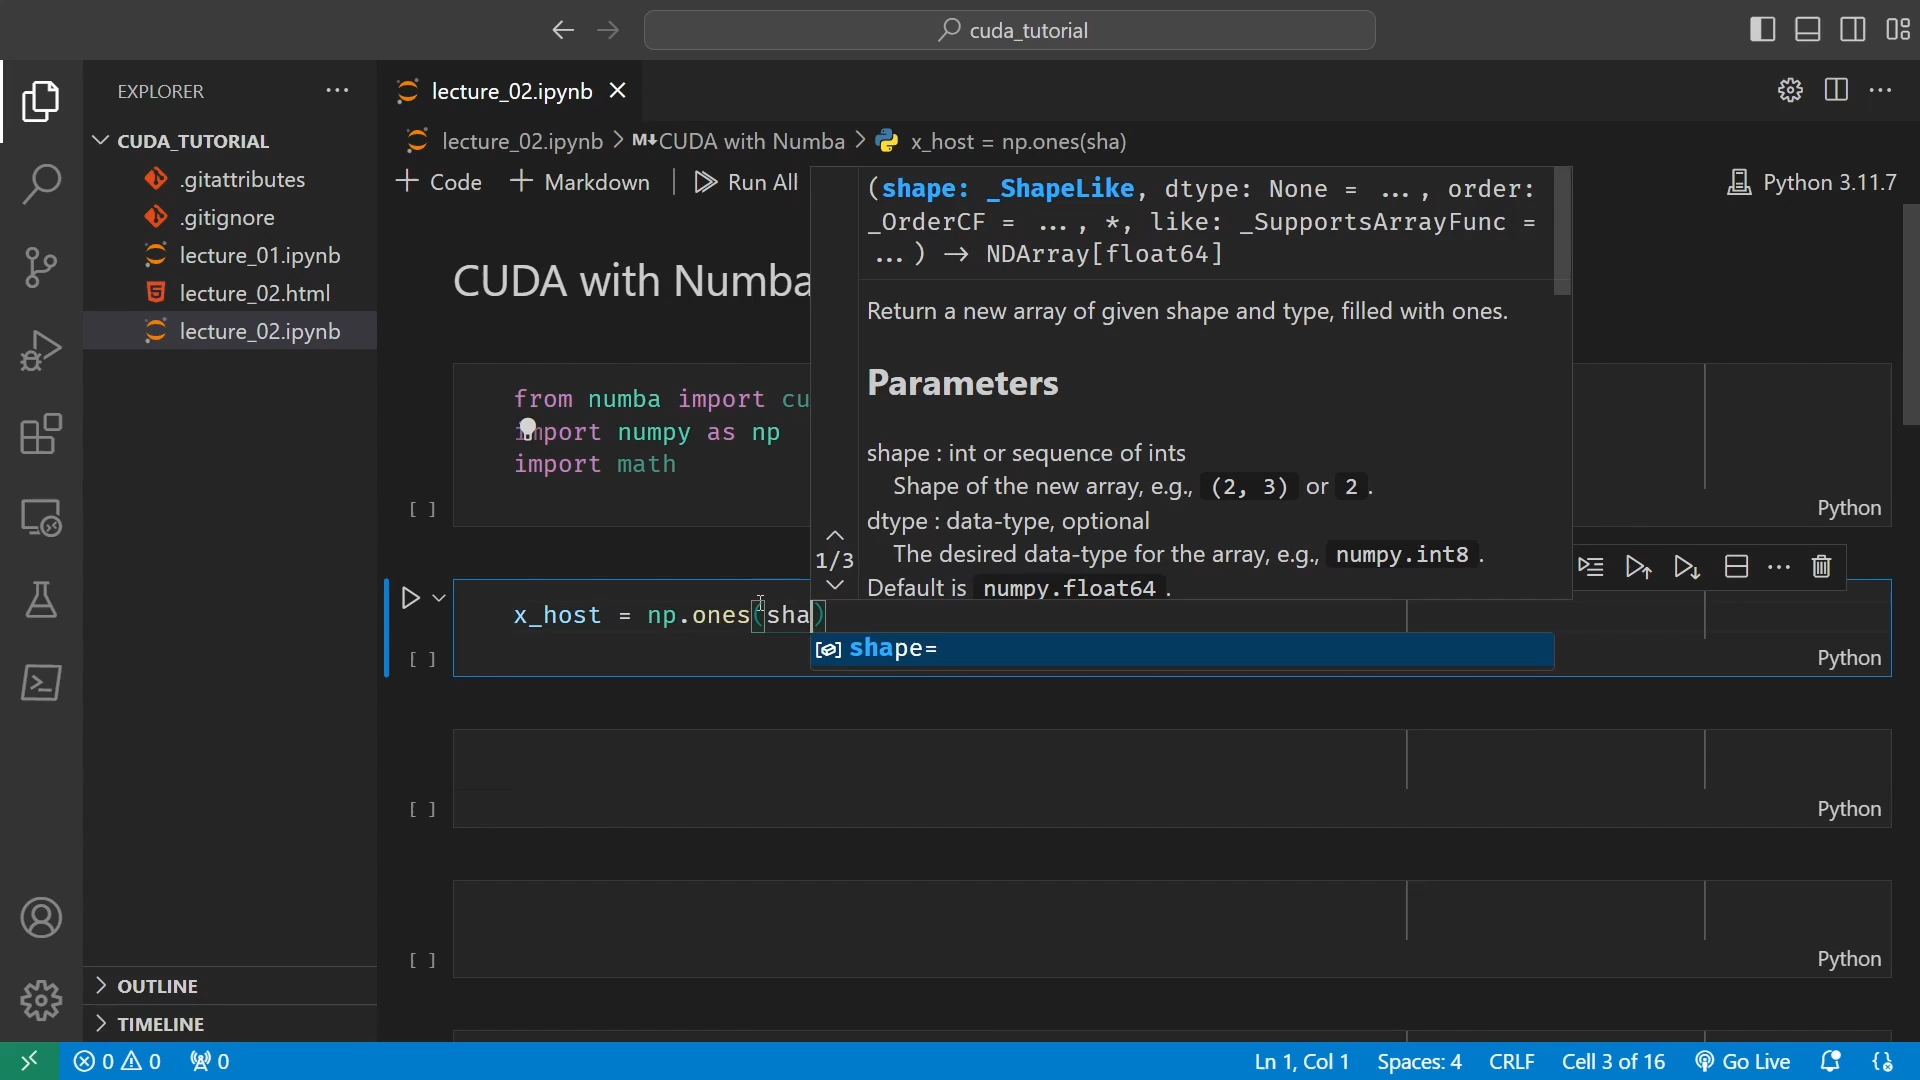 cuda_tutorial
EXPLORER
lecture_02.ipynb
CUDA_TUTORIAL
.gitattributes
.gitignore
lecture_01.ipynb
lecture_02.html
lecture_02.ipynb
OUTLINE
TIMELINE
lecture_02.ipynb > M↓CUDA with Numba > x_host = np.ones(sha)
+ Code + Markdown | Run All
Python 3.11.7
CUDA with Numba
(shape: _ShapeLike, dtype: None = ..., order:
_OrderCF = ..., *, like: _SupportsArrayFunc =
...) → NDArray[float64]
Return a new array of given shape and type, filled with ones.
Parameters
shape : int or sequence of ints
Shape of the new array, e.g., (2, 3) or 2.
dtype : data-type, optional
The desired data-type for the array, e.g., numpy.int8.
Default is numpy.float64.
1/3
from numba import cu
import numpy as np
import math
[ ]
Python
x_host = np.ones(sha)
shape=
[ ]
Python
[ ]
Python
[ ]
Python
0 0 0
Ln 1, Col 1 Spaces: 4 CRLF Cell 3 of 16 Go Live